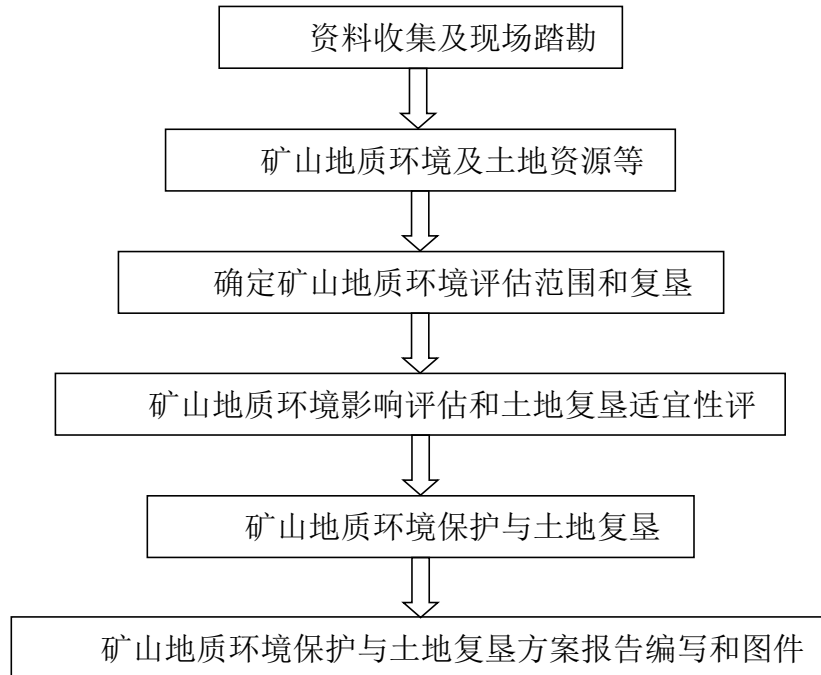 资料收集及现场踏勘
矿山地质环境及土地资源等
确定矿山地质环境评估范围和复垦
矿山地质环境影响评估和土地复垦适宜性评
矿山地质环境保护与土地复垦
矿山地质环境保护与土地复垦方案报告编写和图件